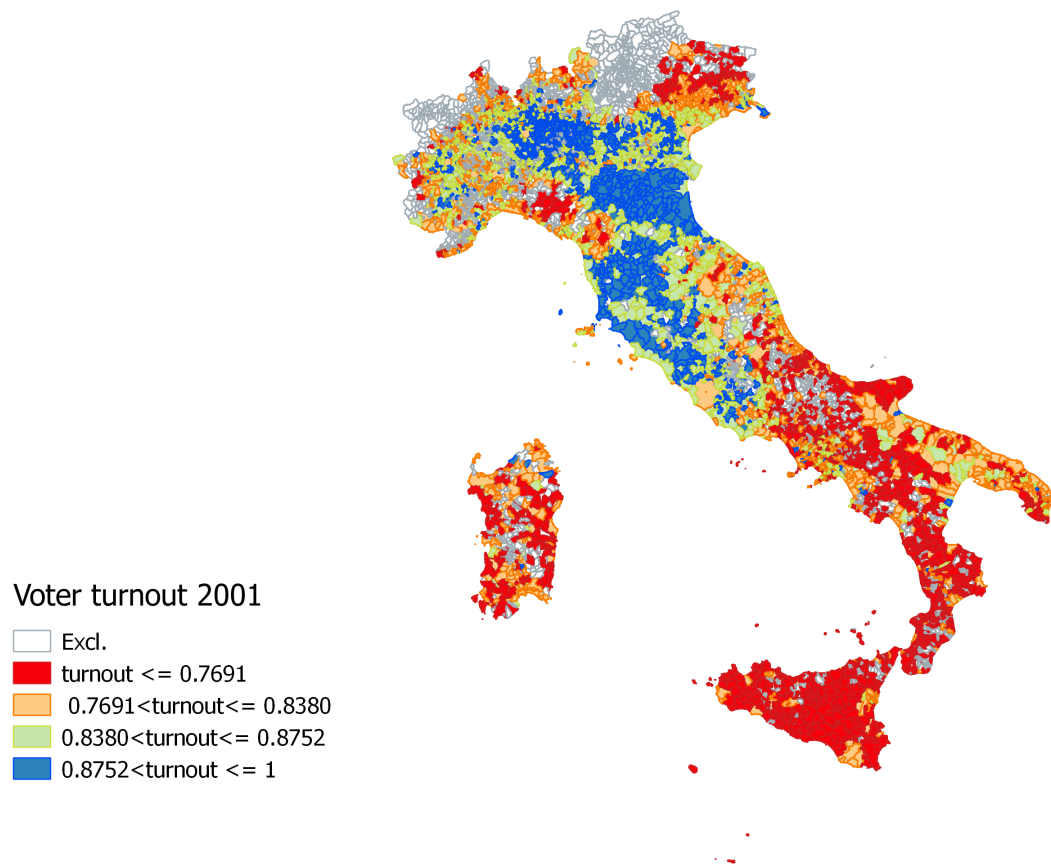 Voter turnout 2001
Excl.
turnout <= 0.7691
0.7691<turnout<= 0.8380
0.8380<turnout<= 0.8752
0.8752<turnout <= 1